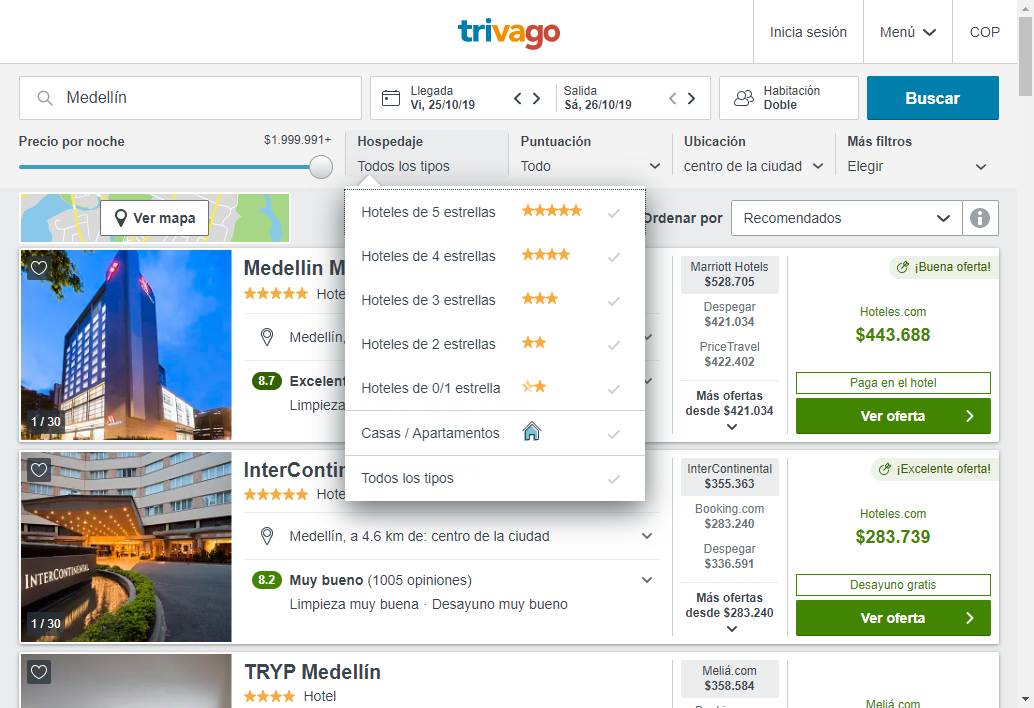 trivago
Inicia sesión
Menú
COP
Medellín
Llegada
Vi, 25/10/19
Salida
Sá, 26/10/19
Habitación
Doble
Buscar
Precio por noche
$1.999.991+
Hospedaje
Todos los tipos
Puntuación
Todo
Ubicación
centro de la ciudad
Más filtros
Elegir
Ver mapa
Ordenar por
Recomendados
Hoteles de 5 estrellas
Hoteles de 4 estrellas
Hoteles de 3 estrellas
Hoteles de 2 estrellas
Hoteles de 0/1 estrella
Casas / Apartamentos
Todos los tipos
1 / 30
Medellin M
Hote
Medellín,
8.7 Excelent
Limpieza
Marriott Hotels
$528.705
Despegar
$421.034
PriceTravel
$422.402
Más ofertas
desde $421.034
¡Buena oferta!
Hoteles.com
$443.688
Paga en el hotel
Ver oferta
INTERCONTINENTAL
1 / 30
InterContin
Hote
Medellín, a 4.6 km de: centro de la ciudad
8.2 Muy bueno (1005 opiniones)
Limpieza muy buena · Desayuno muy bueno
InterContinental
$355.363
Booking.com
$283.240
Despegar
$336.591
Más ofertas
desde $283.240
¡Excelente oferta!
Hoteles.com
$283.739
Desayuno gratis
Ver oferta
TRYP Medellín
Hotel
Meliá.com
$358.584
Meliá.com